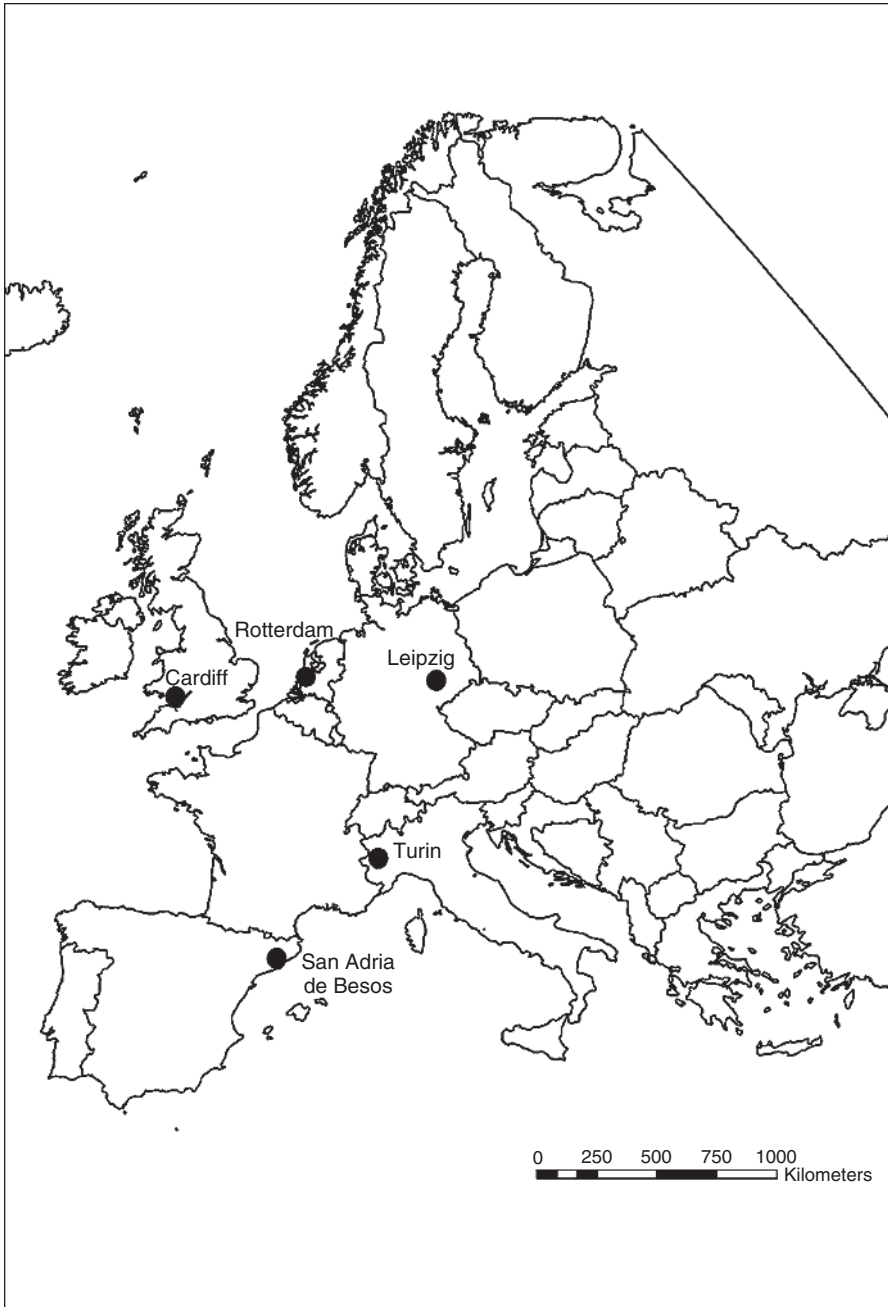 Rotterdam
Leipzig
Cardiff
Turin
San Adria
de Besos
0 250 500 750 1000
Kilometers